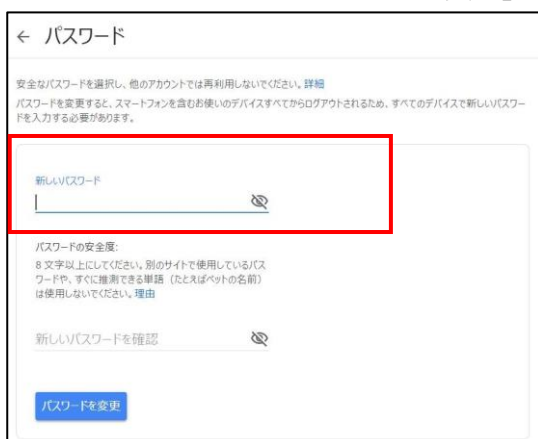 ← パスワード
安全なパスワードを選択し、他のアカウントでは再利用しないでください。詳細
パスワードを変更すると、スマートフォンを含むお使いのデバイスすべてからログアウトされるため、すべてのデバイスで新しいパスワー
ドを入力する必要があります。
新しいパスワード
パスワードの安全度:
8 文字以上にしてください。別のサイトで使用しているパス
ワードや、すぐに推測できる単語（たとえばペットの名前）
は使用しないでください。理由
新しいパスワードを確認
パスワードを変更